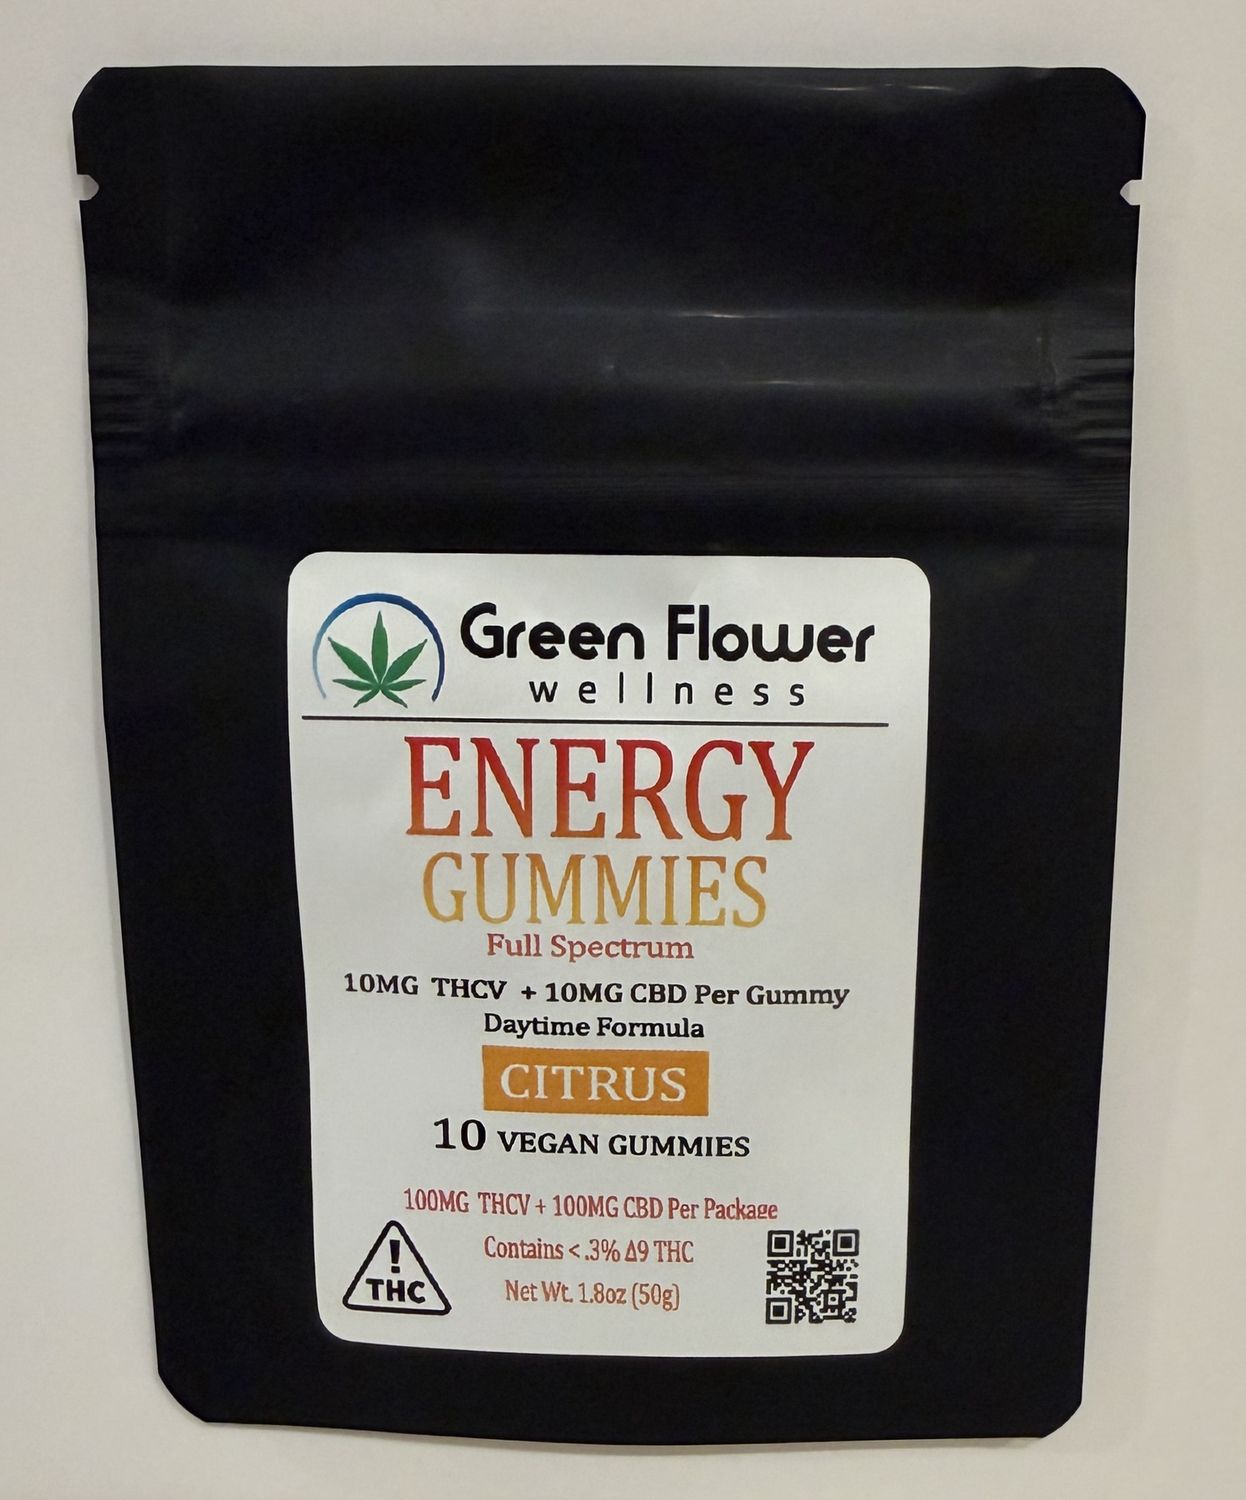 Green Flower
wellness
ENERGY
GUMMIES
Full Spectrum
10MG THCV + 10MG CBD Per Gummy
Daytime Formula
CITRUS
10 VEGAN GUMMIES
100MG THCV + 100MG CBD Per Package
Contains < .3% Δ9 THC
Net Wt. 1.8oz (50g)
!
THC